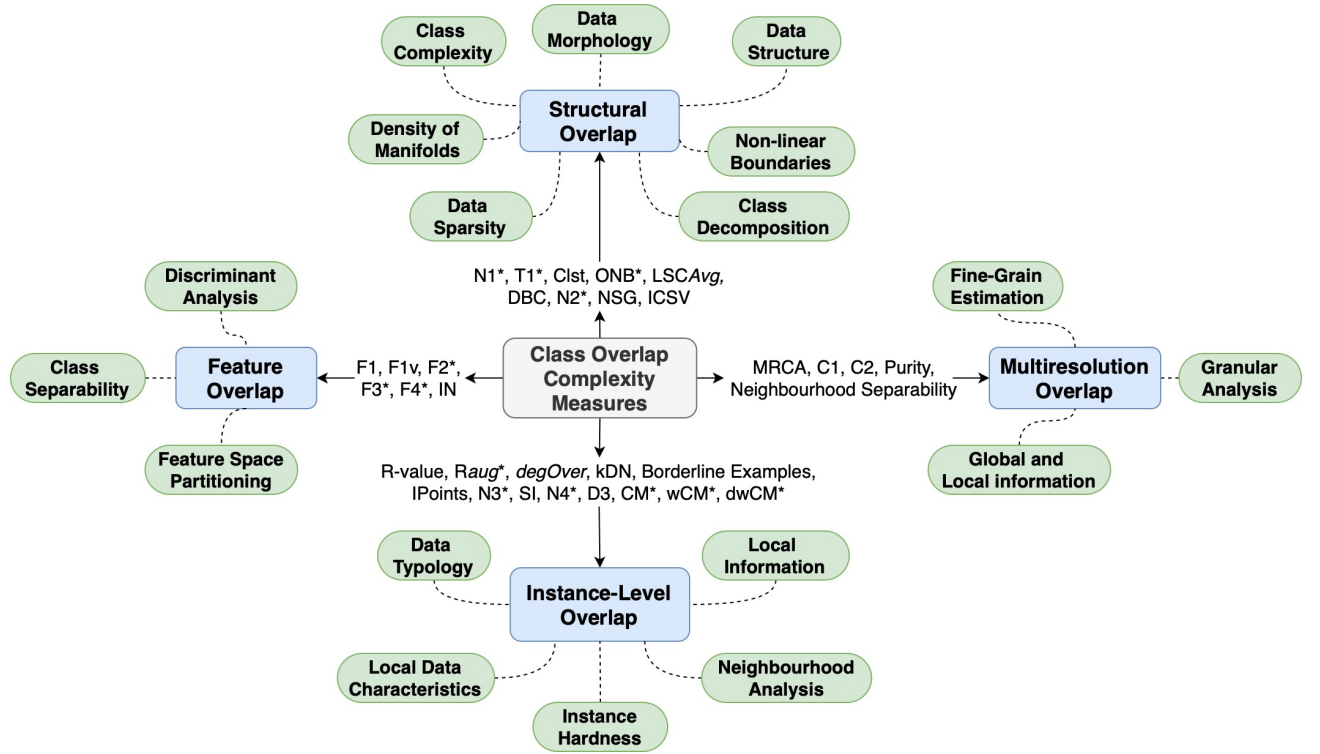 Class
Complexity
Data
Morphology
Data
Structure
Structural
Overlap
Density of
Manifolds
Non-linear
Boundaries
Data
Sparsity
Class
Decomposition
N1*, T1*, Clst, ONB*, LSCAvg,
DBC, N2*, NSG, ICSV
Discriminant
Analysis
Fine-Grain
Estimation
Class
Separability
Feature
Overlap
F1, F1v, F2*,
F3*, F4*, IN
Class Overlap
Complexity
Measures
MRCA, C1, C2, Purity,
Neighbourhood Separability
Multiresolution
Overlap
Granular
Analysis
Feature Space
Partitioning
Global and
Local information
R-value, Raug*, degOver, kDN, Borderline Examples,
IPoints, N3*, SI, N4*, D3, CM*, wCM*, dwCM*
Data
Typology
Local
Information
Instance-Level
Overlap
Local Data
Characteristics
Neighbourhood
Analysis
Instance
Hardness